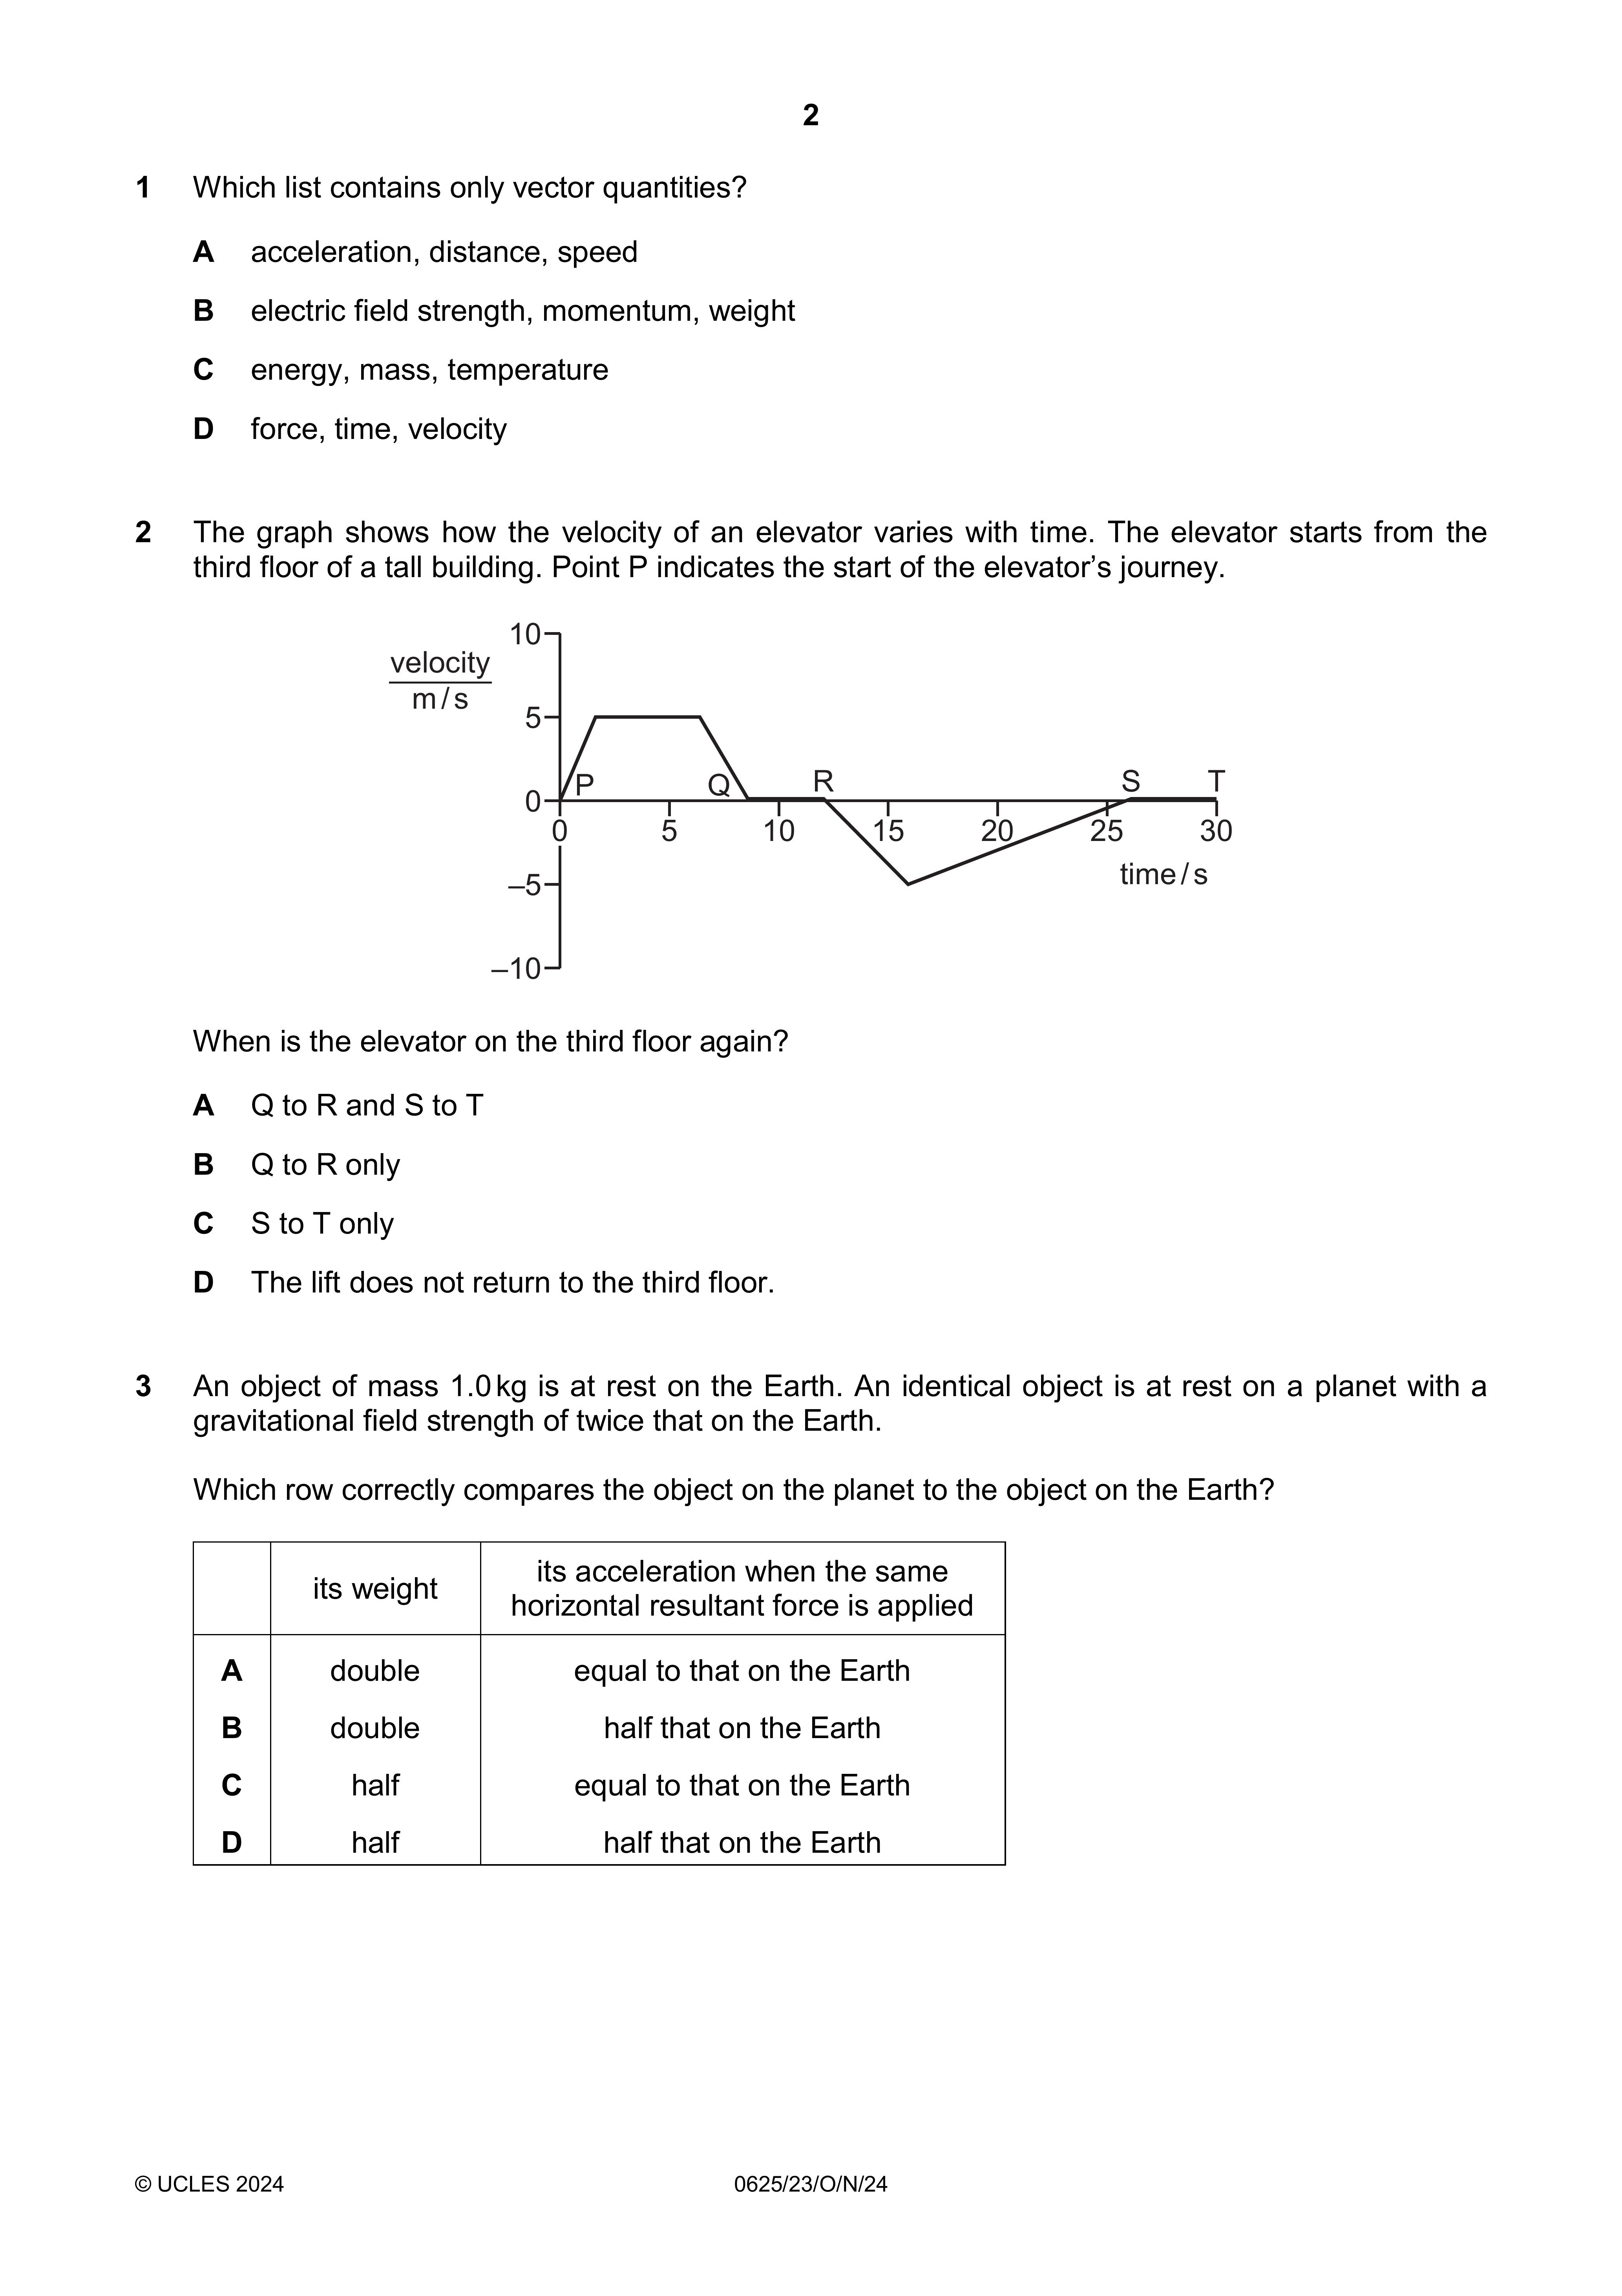 2
1 Which list contains only vector quantities?
A acceleration, distance, speed
B electric field strength, momentum, weight
C energy, mass, temperature
D force, time, velocity
2 The graph shows how the velocity of an elevator varies with time. The elevator starts from the
third floor of a tall building. Point P indicates the start of the elevator’s journey.
10
velocity
m / s
5
P
Q
R
S
T
0
0 5 10 15 20 25 30
time / s
–5
–10
When is the elevator on the third floor again?
A Q to R and S to T
B Q to R only
C S to T only
D The lift does not return to the third floor.
3 An object of mass 1.0 kg is at rest on the Earth. An identical object is at rest on a planet with a
gravitational field strength of twice that on the Earth.
Which row correctly compares the object on the planet to the object on the Earth?
its weight
its acceleration when the same
horizontal resultant force is applied
A double equal to that on the Earth
B double half that on the Earth
C half equal to that on the Earth
D half half that on the Earth
© UCLES 2024 0625/23/O/N/24